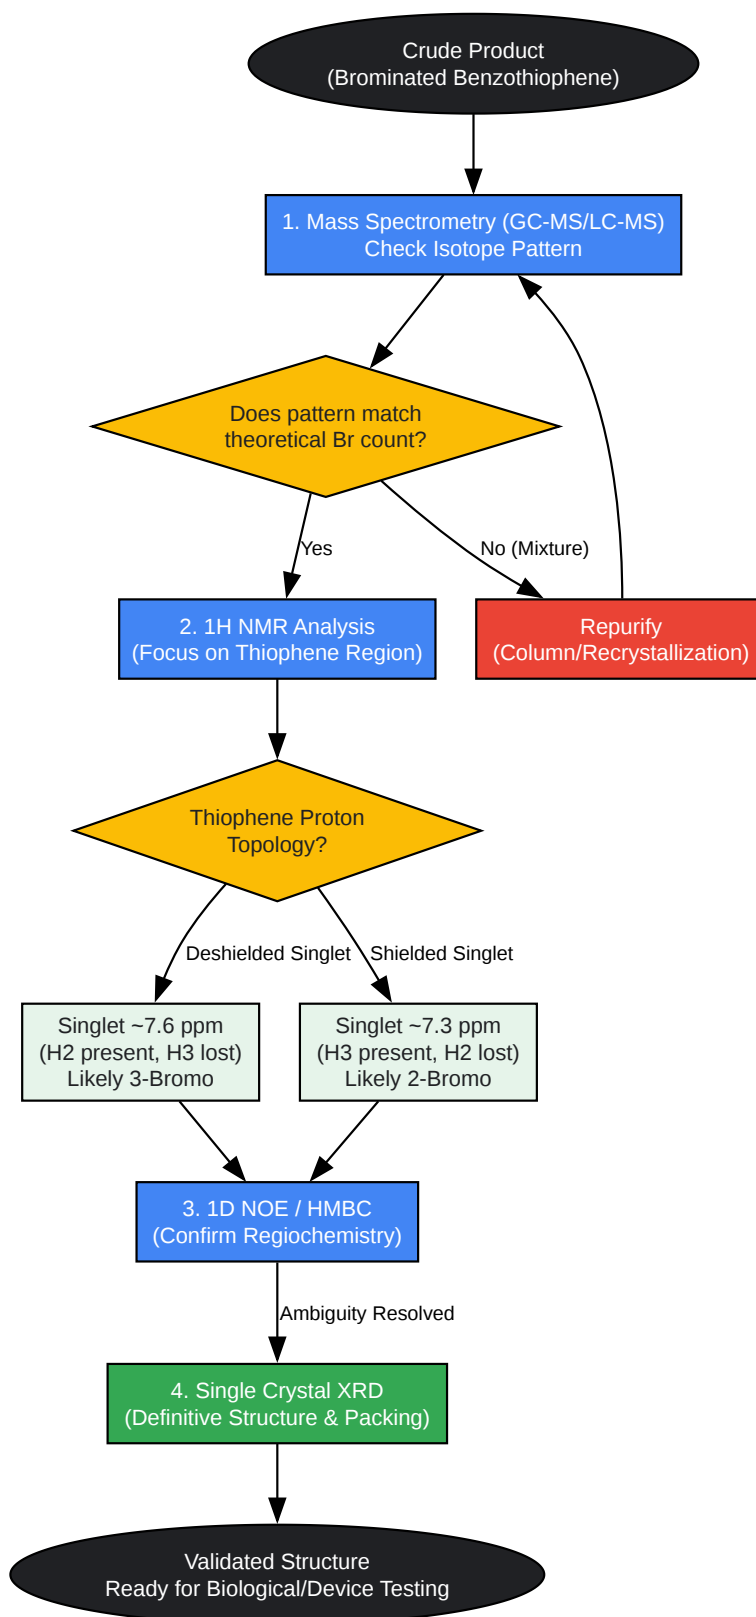 Crude Product
(Brominated Benzothiophene)
1. Mass Spectrometry (GC-MS/LC-MS)
Check Isotope Pattern
Does pattern match
theoretical Br count?
Yes
No (Mixture)
2. 1H NMR Analysis
(Focus on Thiophene Region)
Repurify
(Column/Recrystallization)
Thiophene Proton
Topology?
Deshielded Singlet
Shielded Singlet
Singlet ~7.6 ppm
(H2 present, H3 lost)
Likely 3-Bromo
Singlet ~7.3 ppm
(H3 present, H2 lost)
Likely 2-Bromo
3. 1D NOE / HMBC
(Confirm Regiochemistry)
Ambiguity Resolved
4. Single Crystal XRD
(Definitive Structure & Packing)
Validated Structure
Ready for Biological/Device Testing